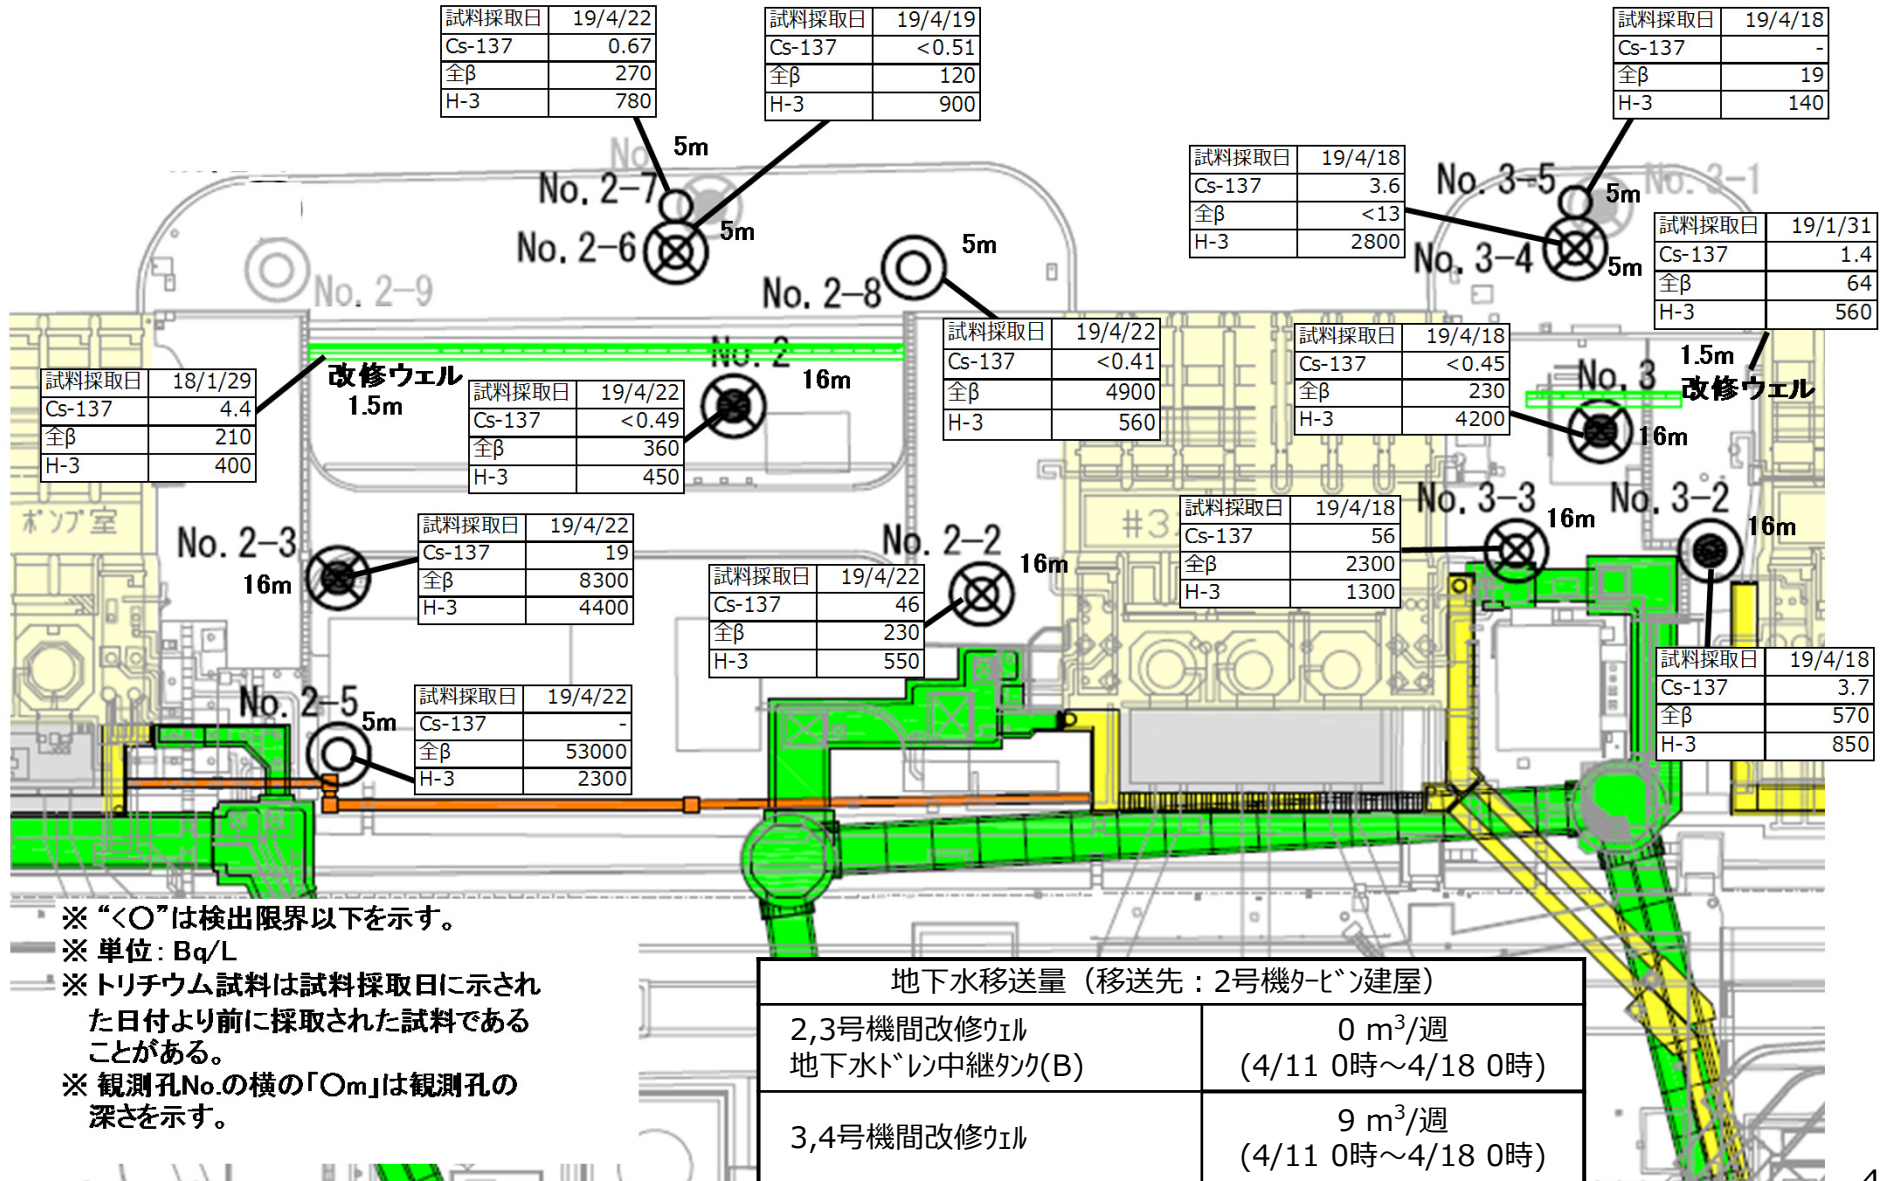 試料採取日 19/4/22
Cs-137 0.67
全β 270
H-3 780
試料採取日 19/4/19
Cs-137 <0.51
全β 120
H-3 900
試料採取日 19/4/18
Cs-137 -
全β 19
H-3 140
No 5m
No. 2-7
No. 2-6 5m
No. 2-8 5m
No. 2-9
試料採取日 19/4/18
Cs-137 3.6
全β <13
H-3 2800
No. 3-5 5m
No. 3-1
No. 3-4 5m
試料採取日 19/1/31
Cs-137 1.4
全β 64
H-3 560
1.5m
改修ウェル
試料採取日 18/1/29
Cs-137 4.4
全β 210
H-3 400
改修ウェル
1.5m
試料採取日 19/4/22
Cs-137 <0.49
全β 360
H-3 450
No. 2 16m
試料採取日 19/4/22
Cs-137 <0.41
全β 4900
H-3 560
試料採取日 19/4/18
Cs-137 <0.45
全β 230
H-3 4200
No. 3
16m
ポンプ室
No. 2-3
16m
試料採取日 19/4/22
Cs-137 19
全β 8300
H-3 4400
No. 2-2
16m
試料採取日 19/4/22
Cs-137 46
全β 230
H-3 550
#3
試料採取日 19/4/18
Cs-137 56
全β 2300
H-3 1300
No. 3-3 16m
No. 3-2 16m
試料採取日 19/4/18
Cs-137 3.7
全β 570
H-3 850
No. 2-5 5m
試料採取日 19/4/22
Cs-137 -
全β 53000
H-3 2300
※ “<〇”は検出限界以下を示す。
※ 単位: Bq/L
※ トリチウム試料は試料採取日に示され
た日付より前に採取された試料である
ことがある。
※ 観測孔No.の横の「〇m」は観測孔の
深さを示す。
地下水移送量（移送先：2号機ﾀｰﾋﾞﾝ建屋）
2,3号機間改修ｳｪﾙ 0 m³/週
地下水ﾄﾞﾚﾝ中継ﾀﾝｸ(B) (4/11 0時～4/18 0時)
3,4号機間改修ｳｪﾙ 9 m³/週
(4/11 0時～4/18 0時)